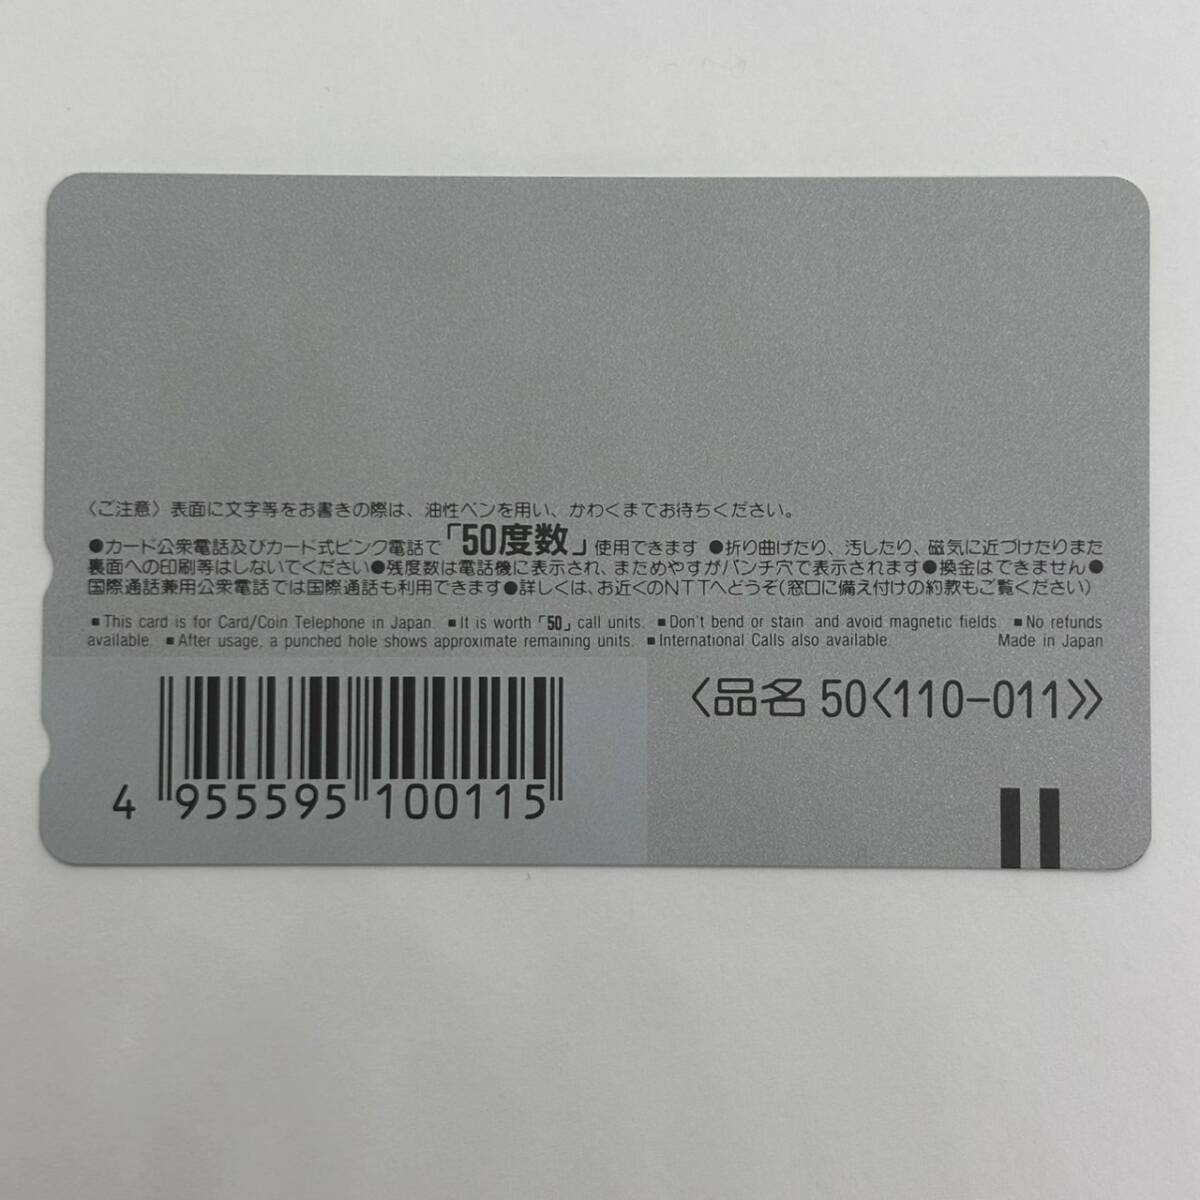 〈ご注意〉表面に文字等をお書きの際は、油性ペンを用い、かわくまでお待ちください。
●カード公衆電話及びカード式ピンク電話で「50度数」使用できます ●折り曲げたり、汚したり、磁気に近づけたりまた
裏面への印刷等はしないでください●残度数は電話機に表示され、まためやすがパンチ穴で表示されます●換金はできません●
国際通話兼用公衆電話では国際通話も利用できます●詳しくは、お近くのNTTへどうぞ(窓口に備え付けの約款もご覧ください)
■This card is for Card/Coin Telephone in Japan. ■It is worth「50」call units. ■Don't bend or stain and avoid magnetic fields. ■No refunds
available. ■After usage, a punched hole shows approximate remaining units. ■International Calls also available. Made in Japan
〈品名 50〈110-011〉〉
4 955595 100115